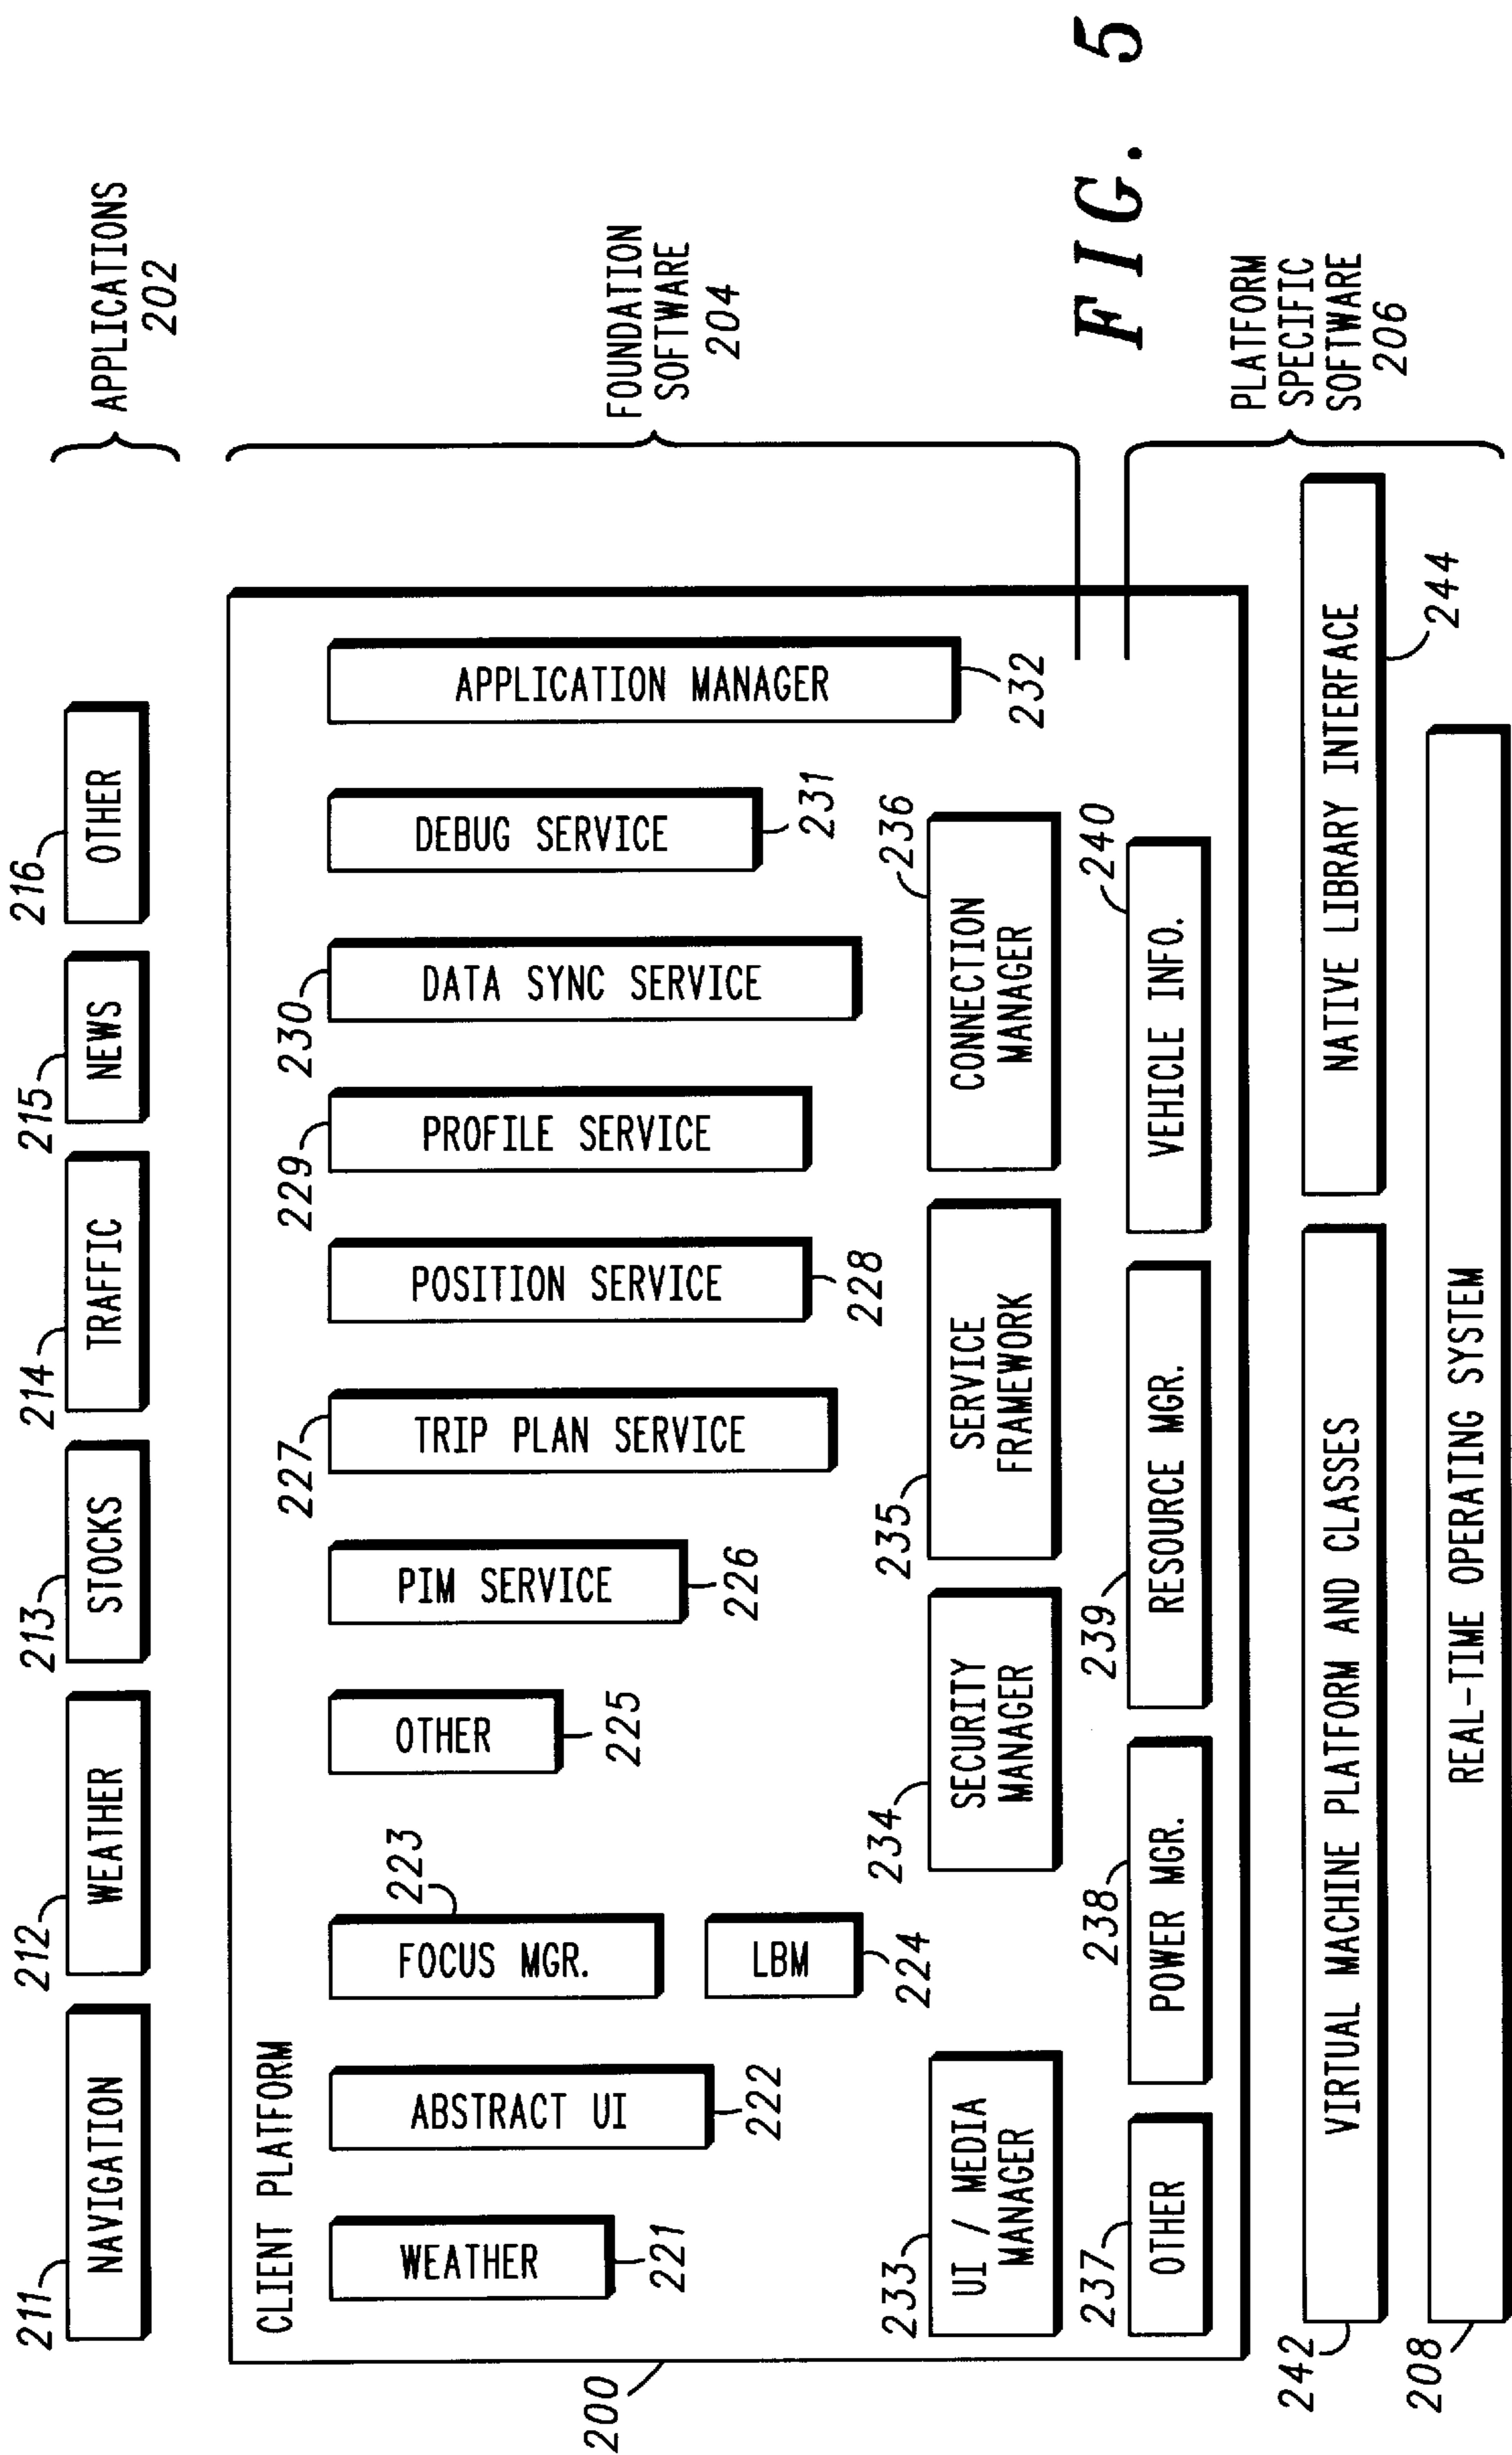 211
NAVIGATION
212
WEATHER
213
STOCKS
214
TRAFFIC
215
NEWS
216
OTHER
APPLICATIONS
202
200
CLIENT PLATFORM
WEATHER
221
ABSTRACT UI
222
FOCUS MGR.
223
LBM
224
OTHER
225
PIM SERVICE
226
227
TRIP PLAN SERVICE
POSITION SERVICE
228
229
PROFILE SERVICE
230
DATA SYNC SERVICE
DEBUG SERVICE
231
APPLICATION MANAGER
232
FOUNDATION
SOFTWARE
204
233
UI / MEDIA
MANAGER
234
SECURITY
MANAGER
235
SERVICE
FRAMEWORK
236
CONNECTION
MANAGER
237
OTHER
238
POWER MGR.
239
RESOURCE MGR.
240
VEHICLE INFO.
242
VIRTUAL MACHINE PLATFORM AND CLASSES
NATIVE LIBRARY INTERFACE
244
208
REAL-TIME OPERATING SYSTEM
PLATFORM
SPECIFIC
SOFTWARE
206
FIG. 5